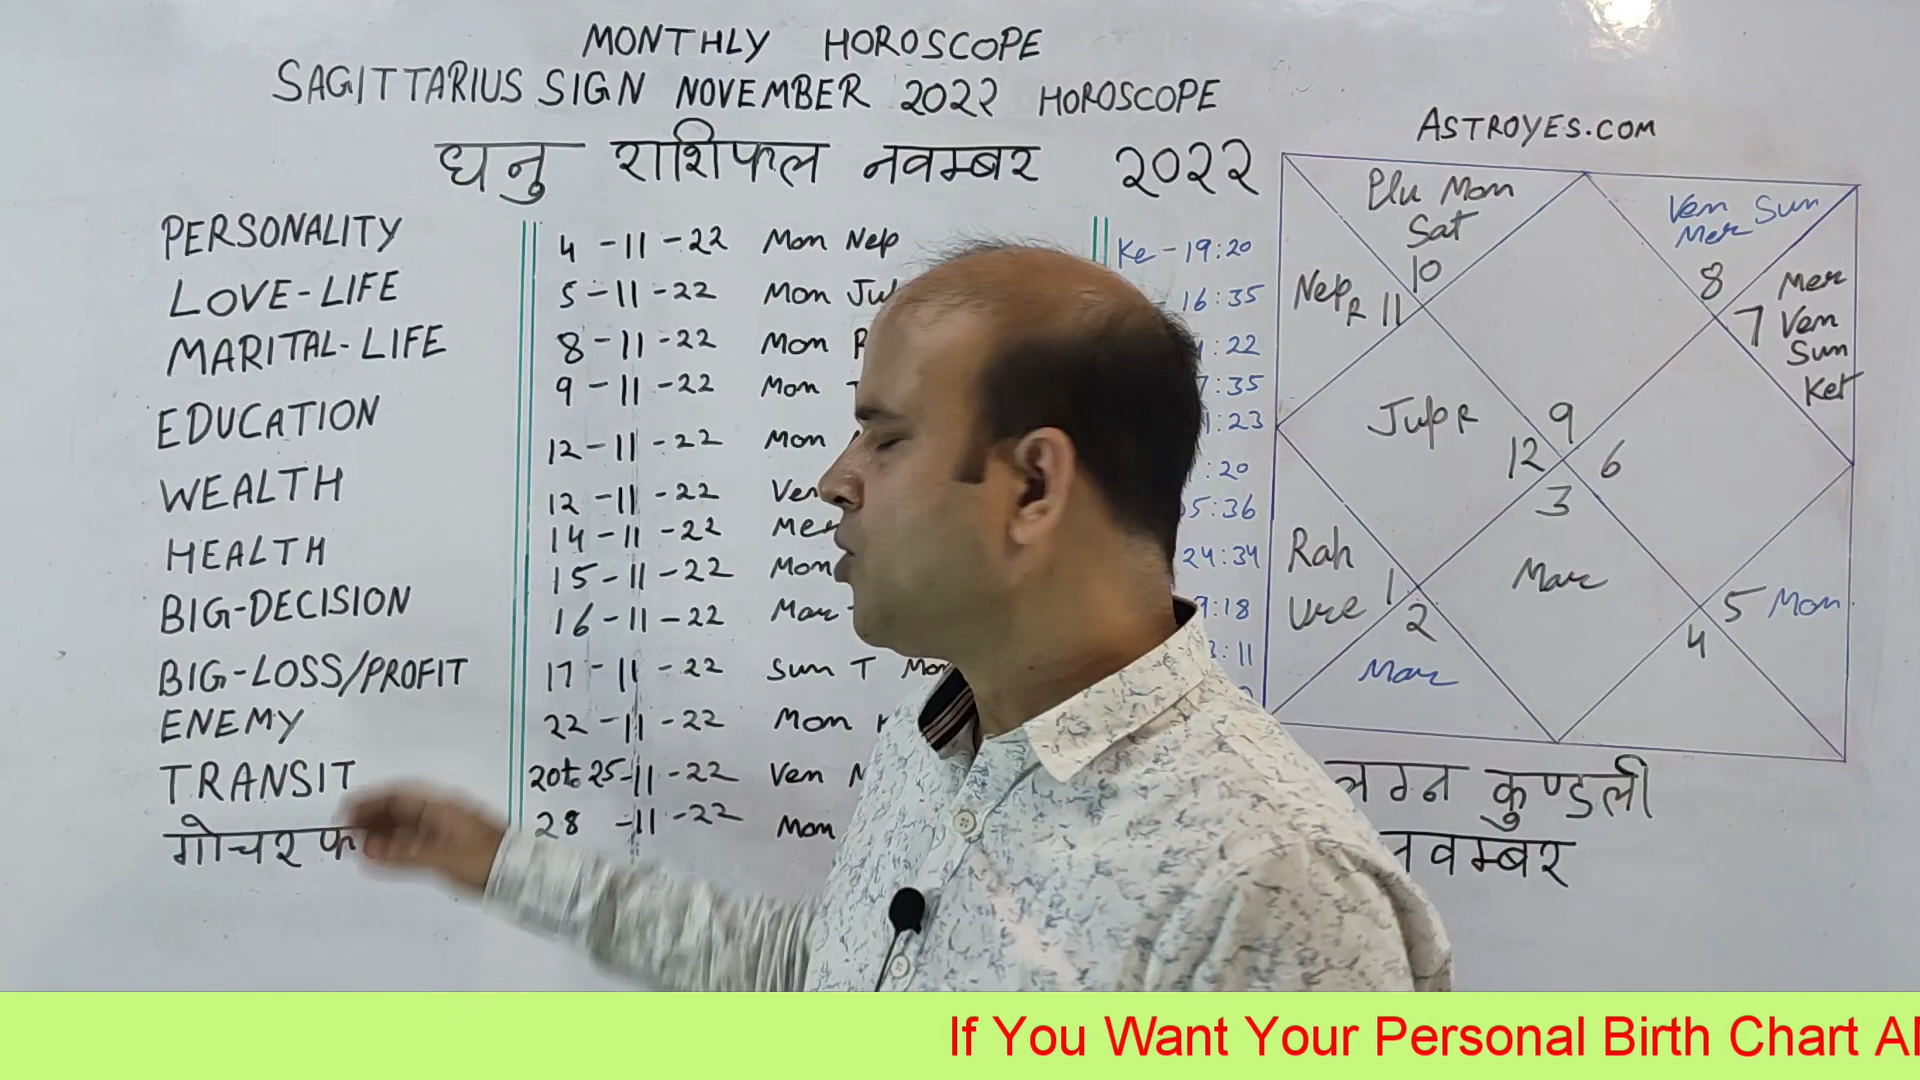 MONTHLY HOROSCOPE
SAGITTARIUS SIGN NOVEMBER 2022 HOROSCOPE
धनु राशिफल नवम्बर २०२२
ASTROYES.COM
PERSONALITY
LOVE-LIFE
MARITAL-LIFE
EDUCATION
WEALTH
HEALTH
BIG-DECISION
BIG-LOSS/PROFIT
ENEMY
TRANSIT
गोचर फ
4-11-22 Mon Nep
5-11-22 Mon Jup
8-11-22 Mon
9-11-22 Mon
12-11-22 Mon
12-11-22 Ven
14-11-22 Mer
15-11-22 Mon
16-11-22 Mar
17-11-22 Sun T Mon
22-11-22 Mon
20to25-11-22 Ven
28-11-22 Mon
Ke-19:20
16:35
:22
:35
:23
:20
5:36
24:34
9:18
:11
Plu Mon
Sat
10
Nep R 11
Ven Sun
Mer
8
7
Mer
Ven
Sun
Ket
Jup R
9
12
6
3
Rah
Ure
1
2
Mar
Mar
5 Mon
4
लग्न कुण्डली
नवम्बर
If You Want Your Personal Birth Chart A